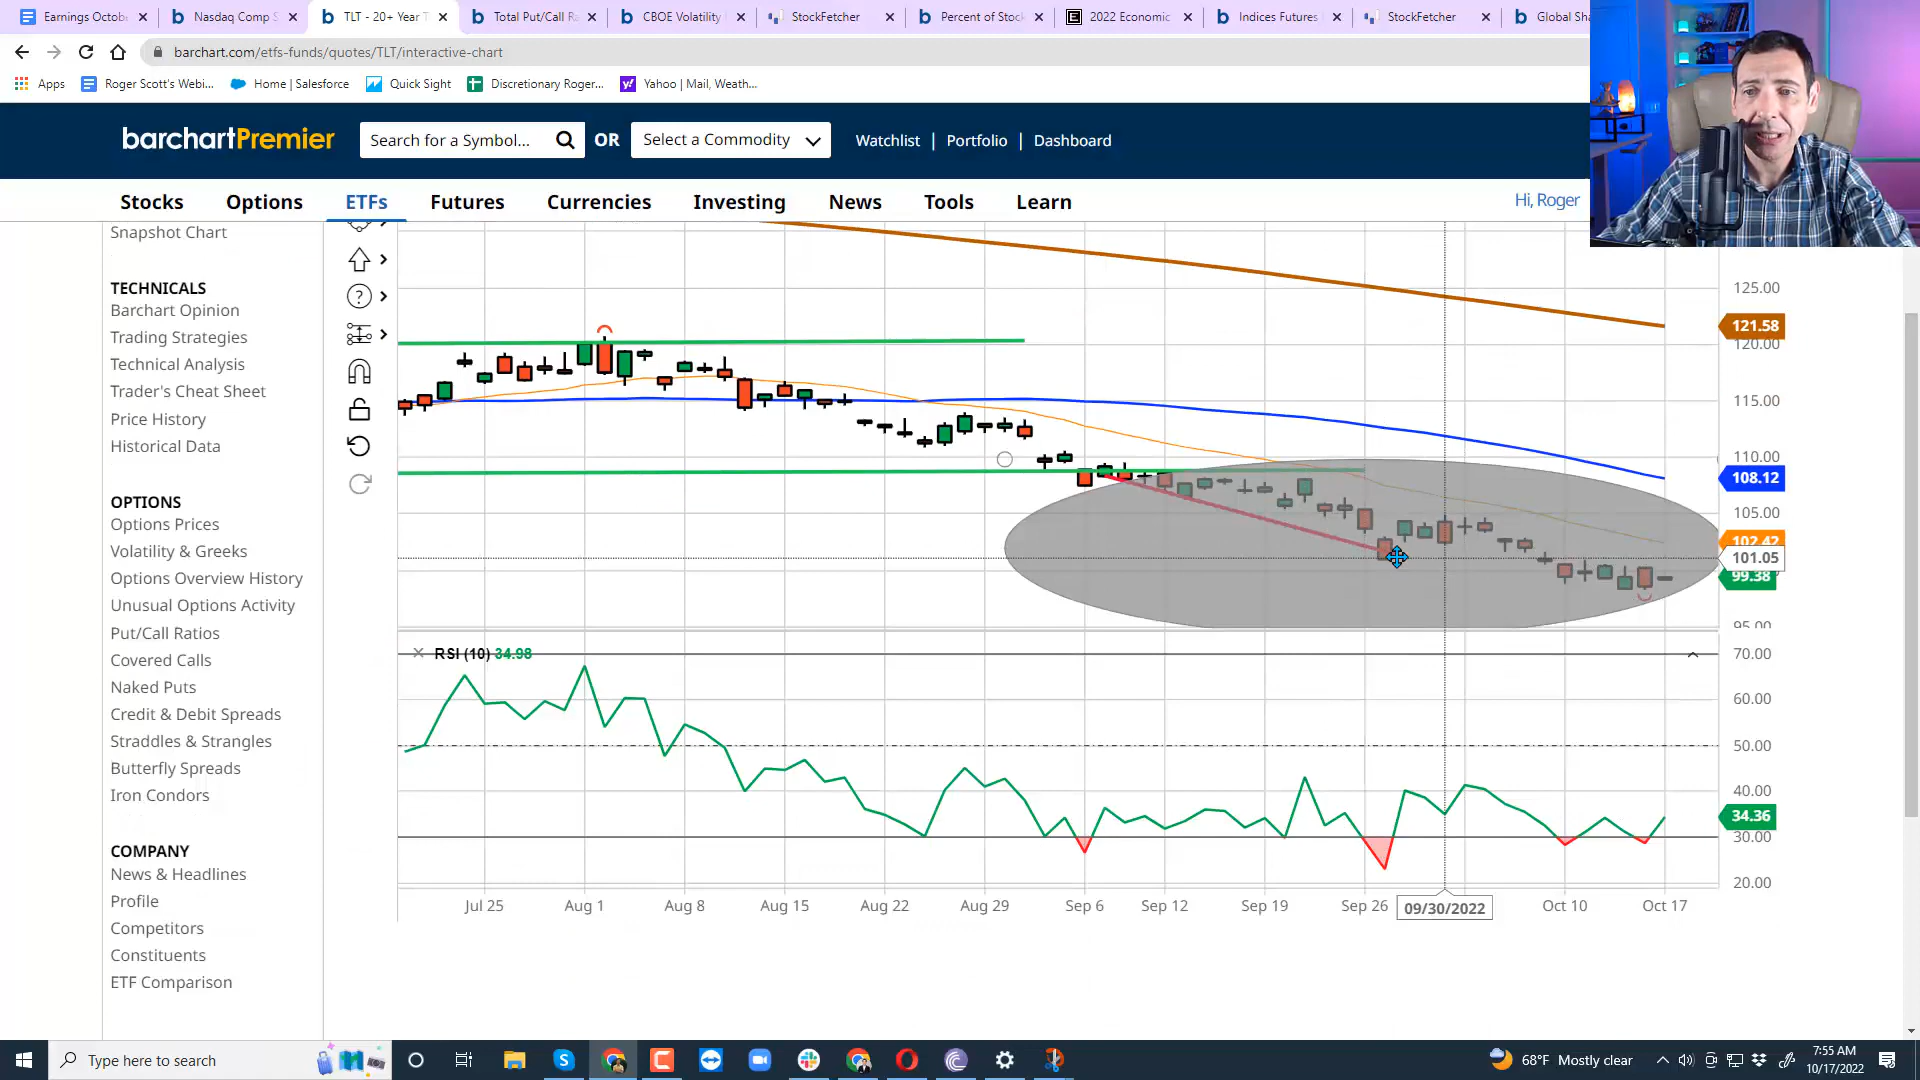 Earnings Octob
Nasdaq Comp S
TLT - 20+ Year T
Total Put/Call Ra
CBOE Volatility
StockFetcher
Percent of Stock
2022 Economic
Indices Futures
StockFetcher
Global Sha
barchart.com/etfs-funds/quotes/TLT/interactive-chart
Apps
Roger Scott's Webi...
Home | Salesforce
Quick Sight
Discretionary Roger...
Yahoo | Mail, Weath...
barchartPremier
Search for a Symbol...
OR
Select a Commodity
Watchlist | Portfolio | Dashboard
Stocks
Options
ETFs
Futures
Currencies
Investing
News
Tools
Learn
Hi, Roger
Snapshot Chart
TECHNICALS
Barchart Opinion
Trading Strategies
Technical Analysis
Trader's Cheat Sheet
Price History
Historical Data
OPTIONS
Options Prices
Volatility & Greeks
Options Overview History
Unusual Options Activity
Put/Call Ratios
Covered Calls
Naked Puts
Credit & Debit Spreads
Straddles & Strangles
Butterfly Spreads
Iron Condors
COMPANY
News & Headlines
Profile
Competitors
Constituents
ETF Comparison
125.00
121.58
120.00
115.00
110.00
108.12
105.00
102.42
101.05
99.38
95.00
RSI (10) 34.98
70.00
60.00
50.00
40.00
34.36
30.00
20.00
Jul 25
Aug 1
Aug 8
Aug 15
Aug 22
Aug 29
Sep 6
Sep 12
Sep 19
Sep 26
09/30/2022
Oct 10
Oct 17
Type here to search
68°F Mostly clear
7:55 AM
10/17/2022